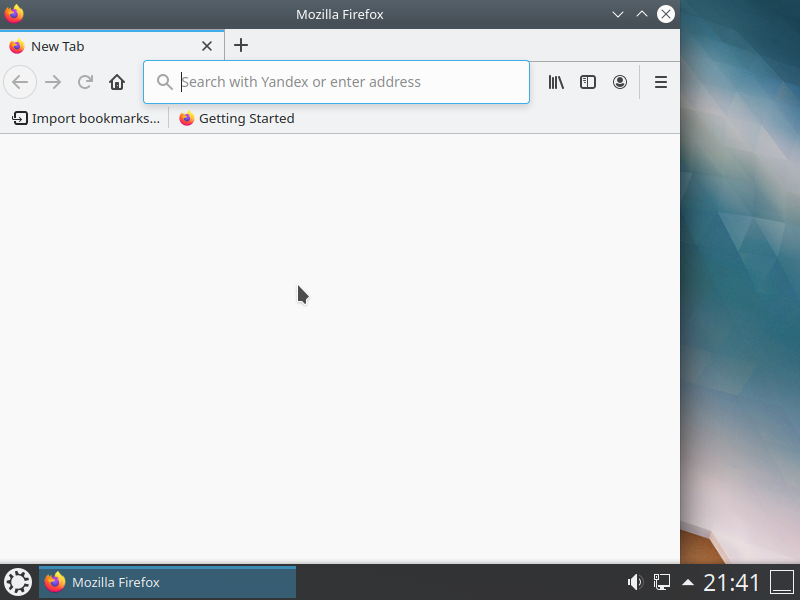 Mozilla Firefox
New Tab
Search with Yandex or enter address
Import bookmarks...
Getting Started
Mozilla Firefox
21:41